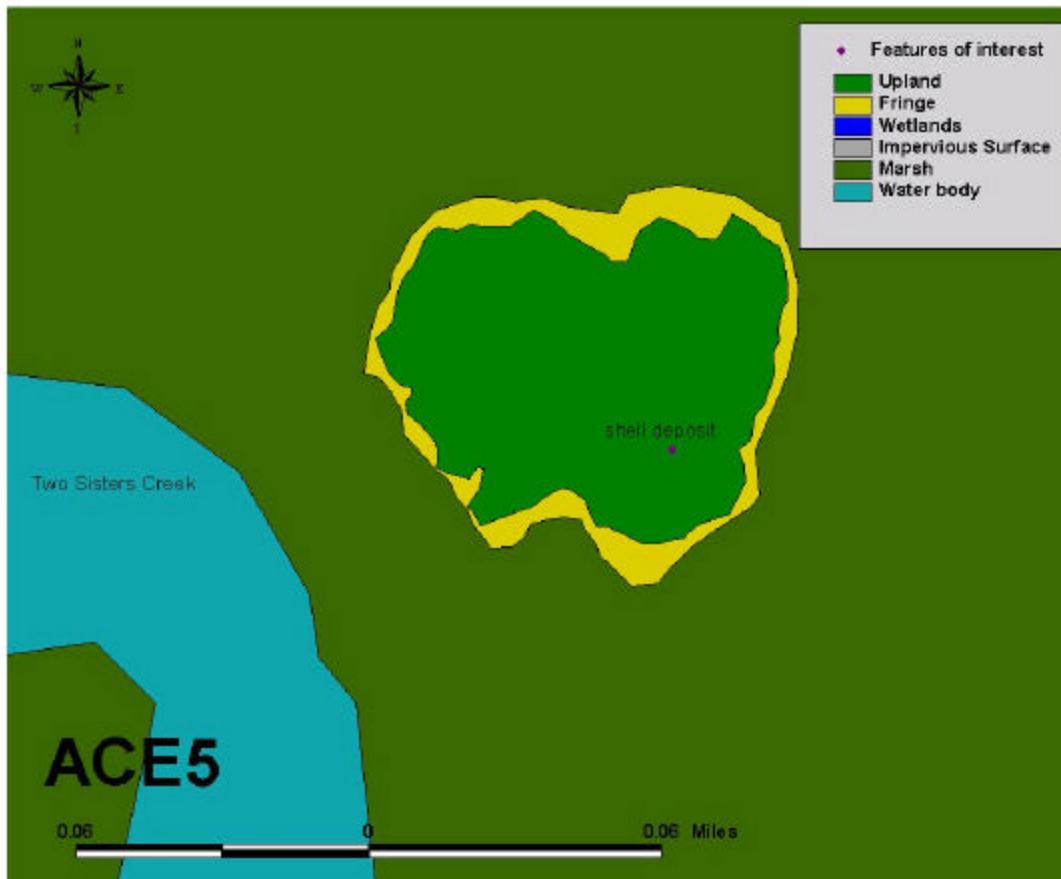 N
W E
S
Features of interest
Upland
Fringe
Wetlands
Impervious Surface
Marsh
Water body
shell deposit
Two Sisters Creek
ACE5
0.06 0 0.06 Miles